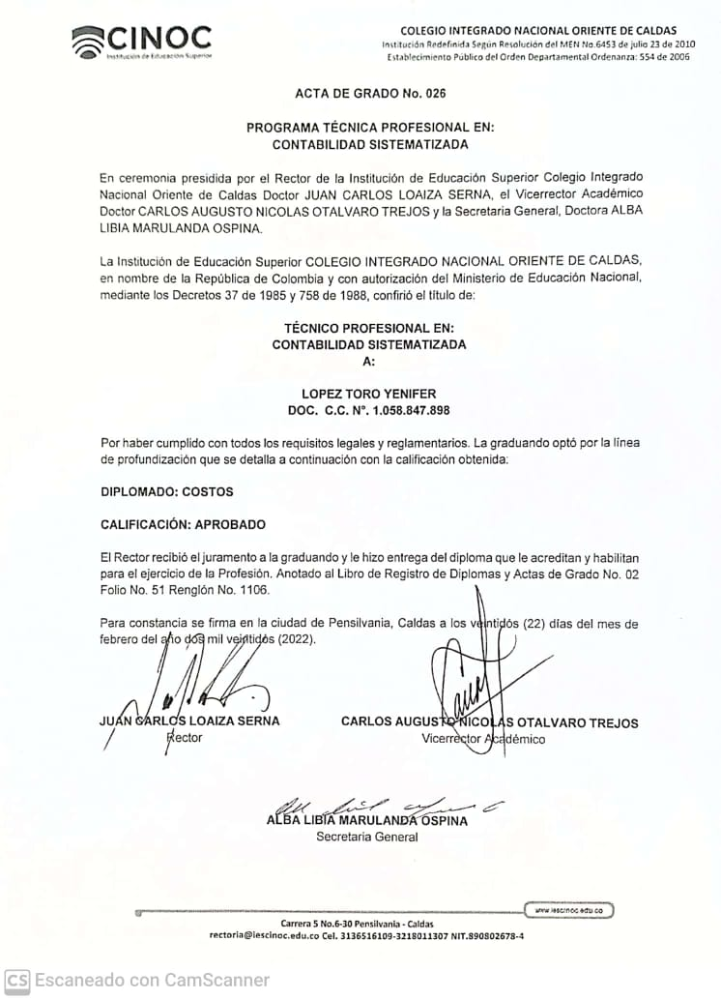 CINOC
Institución de Educación Superior
COLEGIO INTEGRADO NACIONAL ORIENTE DE CALDAS
Institución Redefinida Según Resolución del MEN No.6453 de julio 23 de 2010
Establecimiento Público del Orden Departamental Ordenanza: 554 de 2006
ACTA DE GRADO No. 026
PROGRAMA TÉCNICA PROFESIONAL EN:
CONTABILIDAD SISTEMATIZADA
En ceremonia presidida por el Rector de la Institución de Educación Superior Colegio Integrado
Nacional Oriente de Caldas Doctor JUAN CARLOS LOAIZA SERNA, el Vicerrector Académico
Doctor CARLOS AUGUSTO NICOLAS OTALVARO TREJOS y la Secretaria General, Doctora ALBA
LIBIA MARULANDA OSPINA.
La Institución de Educación Superior COLEGIO INTEGRADO NACIONAL ORIENTE DE CALDAS,
en nombre de la República de Colombia y con autorización del Ministerio de Educación Nacional,
mediante los Decretos 37 de 1985 y 758 de 1988, confirió el título de:
TÉCNICO PROFESIONAL EN:
CONTABILIDAD SISTEMATIZADA
A:
LOPEZ TORO YENIFER
DOC. C.C. N°. 1.058.847.898
Por haber cumplido con todos los requisitos legales y reglamentarios. La graduando optó por la línea
de profundización que se detalla a continuación con la calificación obtenida:
DIPLOMADO: COSTOS
CALIFICACIÓN: APROBADO
El Rector recibió el juramento a la graduando y le hizo entrega del diploma que le acreditan y habilitan
para el ejercicio de la Profesión. Anotado al Libro de Registro de Diplomas y Actas de Grado No. 02
Folio No. 51 Renglón No. 1106.
Para constancia se firma en la ciudad de Pensilvania, Caldas a los veintidós (22) días del mes de
febrero del año dos mil veintidós (2022).
JUAN CARLOS LOAIZA SERNA
Rector
CARLOS AUGUSTO NICOLAS OTALVARO TREJOS
Vicerrector Académico
ALBA LIBIA MARULANDA OSPINA
Secretaria General
www.iescinoc.edu.co
Carrera 5 No.6-30 Pensilvania - Caldas
rectoria@iescinoc.edu.co Cel. 3136516109-3218011307 NIT.890802678-4
CS Escaneado con CamScanner